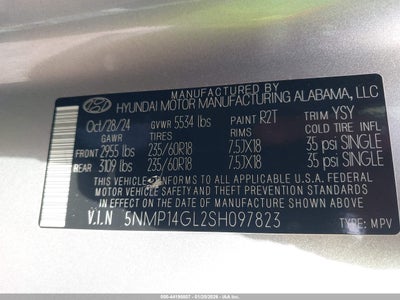 MANUFACTURED BY
HYUNDAI MOTOR MANUFACTURING ALABAMA, LLC
Oct/28/24 GVWR 5534 lbs PAINT R2T TRIM YSY
GAWR TIRES RIMS COLD TIRE INFL
FRONT 2955 lbs 235/60R18 7.5JX18 35 psi SINGLE
REAR 3109 lbs 235/60R18 7.5JX18 35 psi SINGLE
THIS VEHICLE CONFORMS TO ALL APPLICABLE U.S. FEDERAL
MOTOR VEHICLE SAFETY STANDARDS IN EFFECT ON THE
DATE OF MANUFACTURE SHOWN ABOVE.
V.I.N 5NMP14GL2SH097823 TYPE: MPV